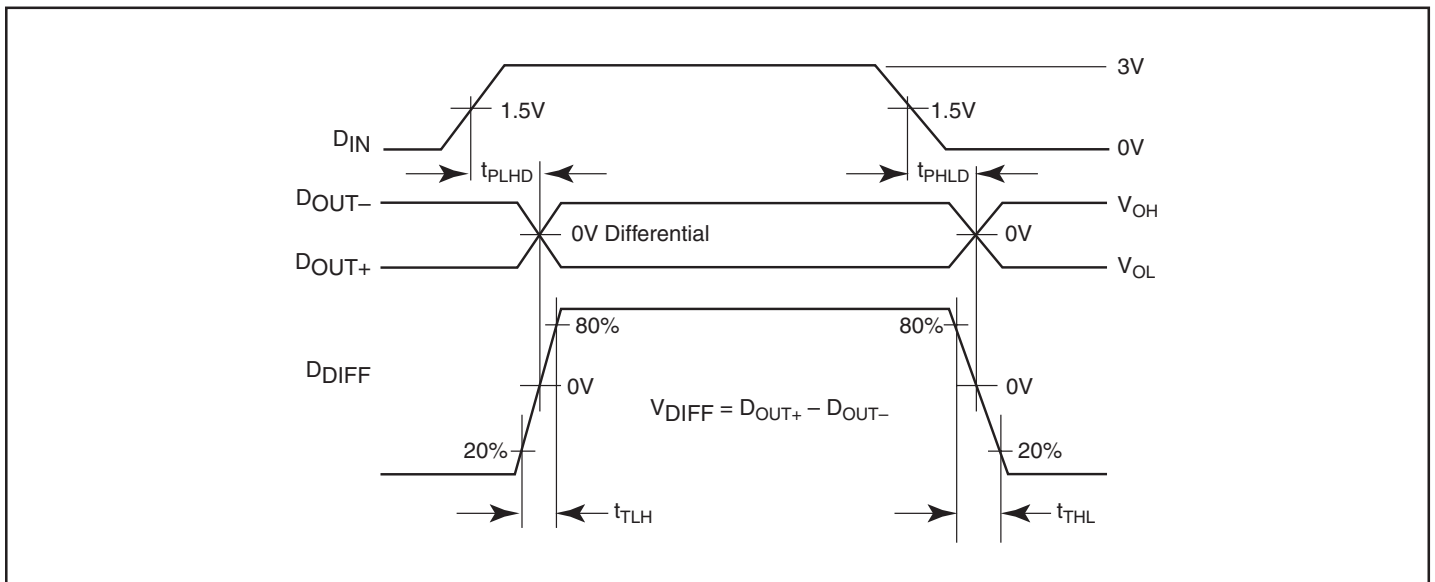 3V
1.5V
1.5V
DIN
0V
tPLHD
tPHLD
DOUT–
VOH
0V Differential
0V
DOUT+
VOL
80%
80%
DDIFF
0V
0V
VDIFF = DOUT+ – DOUT–
20%
20%
tTLH
tTHL